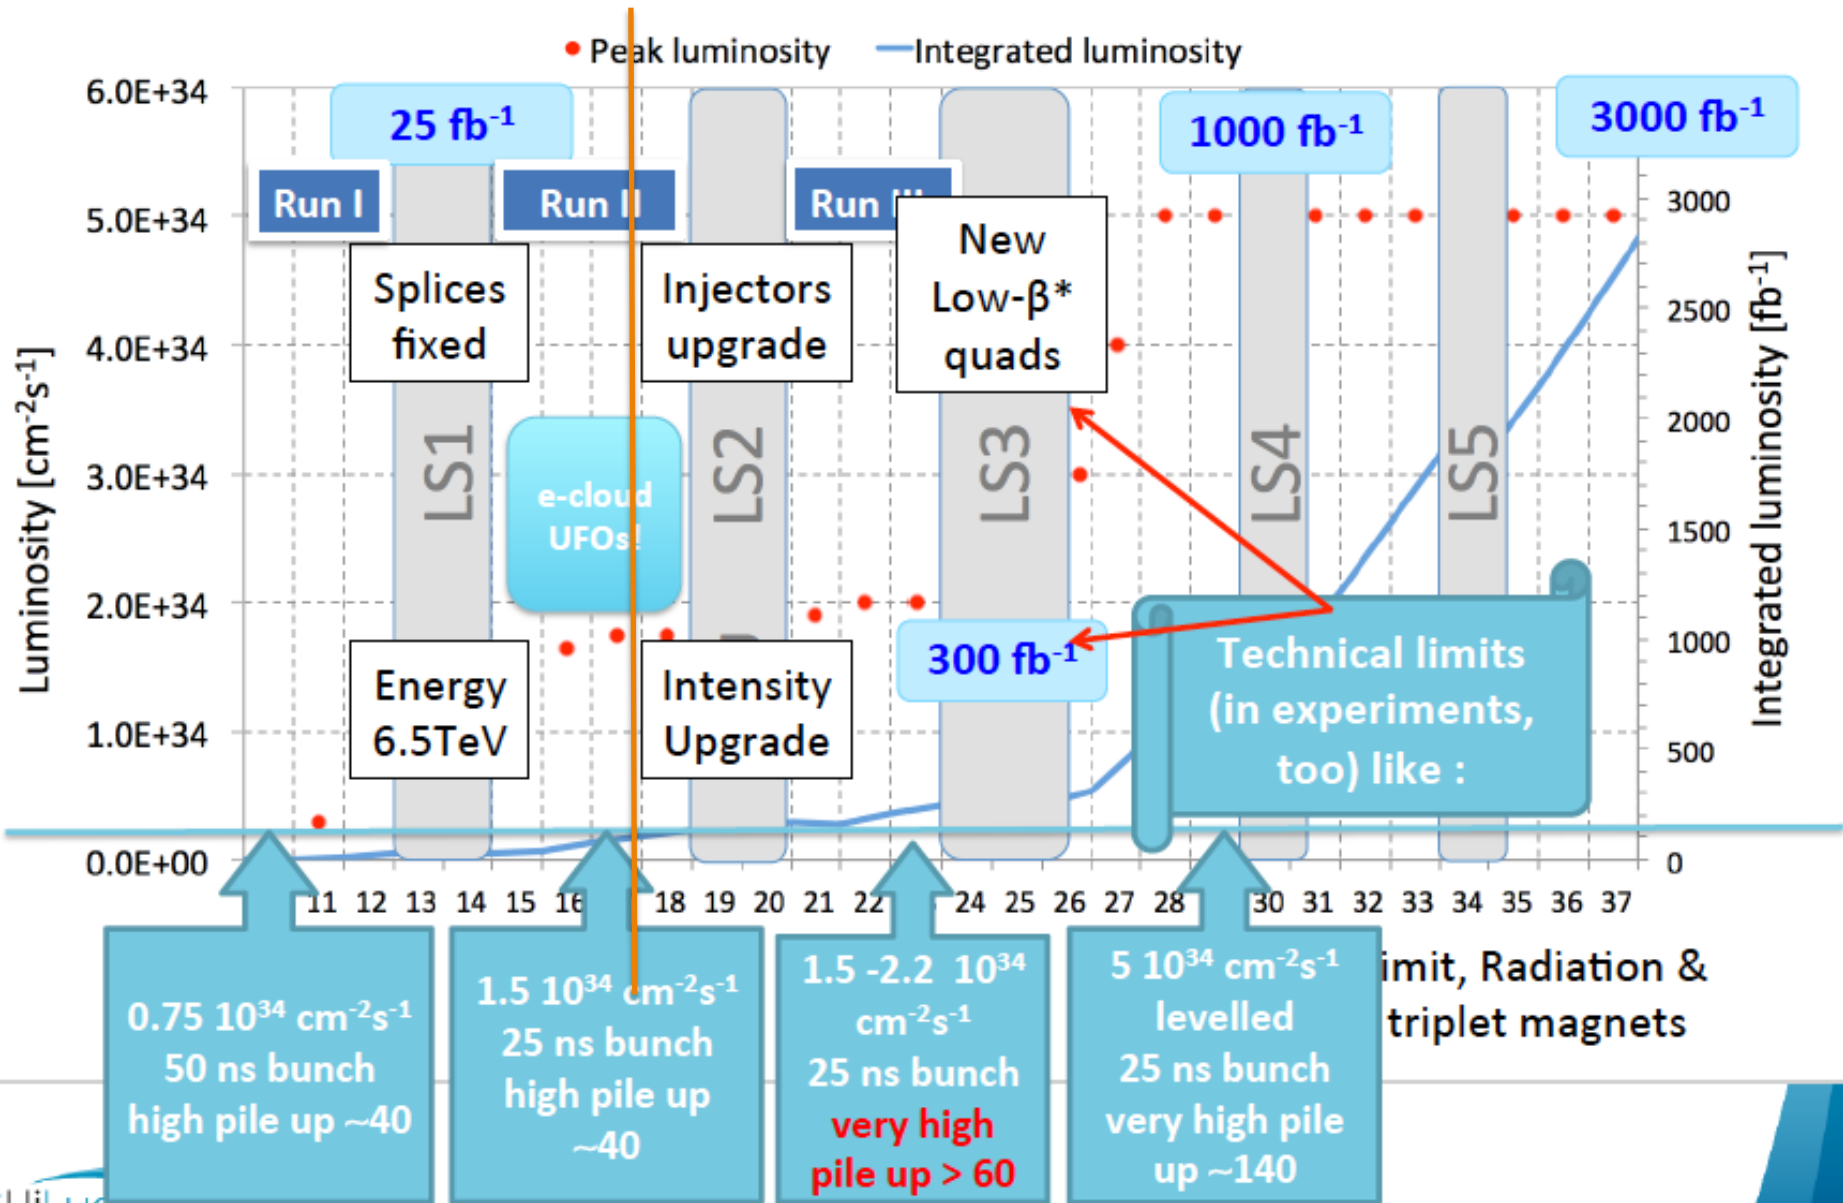 Peak luminosity
Integrated luminosity
6.0E+34
5.0E+34
4.0E+34
3.0E+34
2.0E+34
1.0E+34
0.0E+00
Luminosity [cm⁻²s⁻¹]
25 fb⁻¹
1000 fb⁻¹
3000 fb⁻¹
Run I
Run II
Run III
Splices
fixed
Injectors
upgrade
New
Low-β*
quads
LS1
LS2
LS3
LS4
LS5
e-cloud
UFOs!
Energy
6.5TeV
Intensity
Upgrade
300 fb⁻¹
Technical limits
(in experiments,
too) like :
3000
2500
2000
1500
1000
500
0
Integrated luminosity [fb⁻¹]
11 12 13 14 15 16 18 19 20 21 22 24 25 26 27 28 30 31 32 33 34 35 36 37
0.75 10³⁴ cm⁻²s⁻¹
50 ns bunch
high pile up ~40
1.5 10³⁴ cm⁻²s⁻¹
25 ns bunch
high pile up
~40
1.5 -2.2 10³⁴
cm⁻²s⁻¹
25 ns bunch
very high
pile up > 60
5 10³⁴ cm⁻²s⁻¹
levelled
25 ns bunch
very high pile
up ~140
imit, Radiation &
triplet magnets